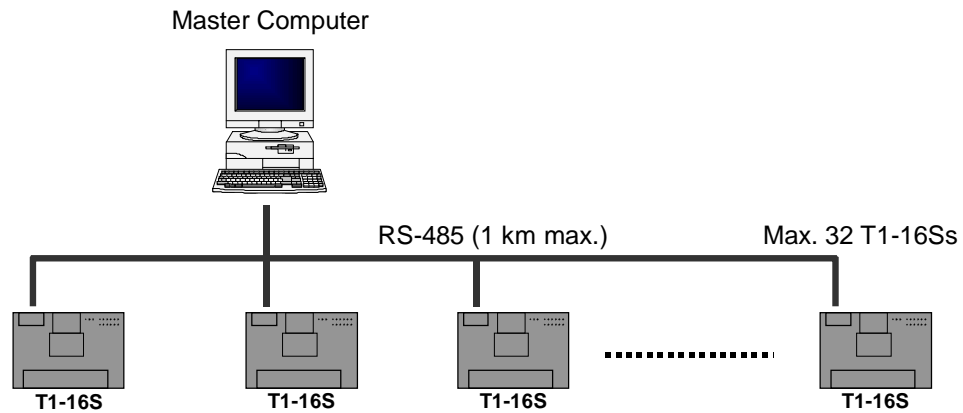 Master Computer
RS-485 (1 km max.) Max. 32 T1-16Ss
T1-16S T1-16S T1-16S T1-16S